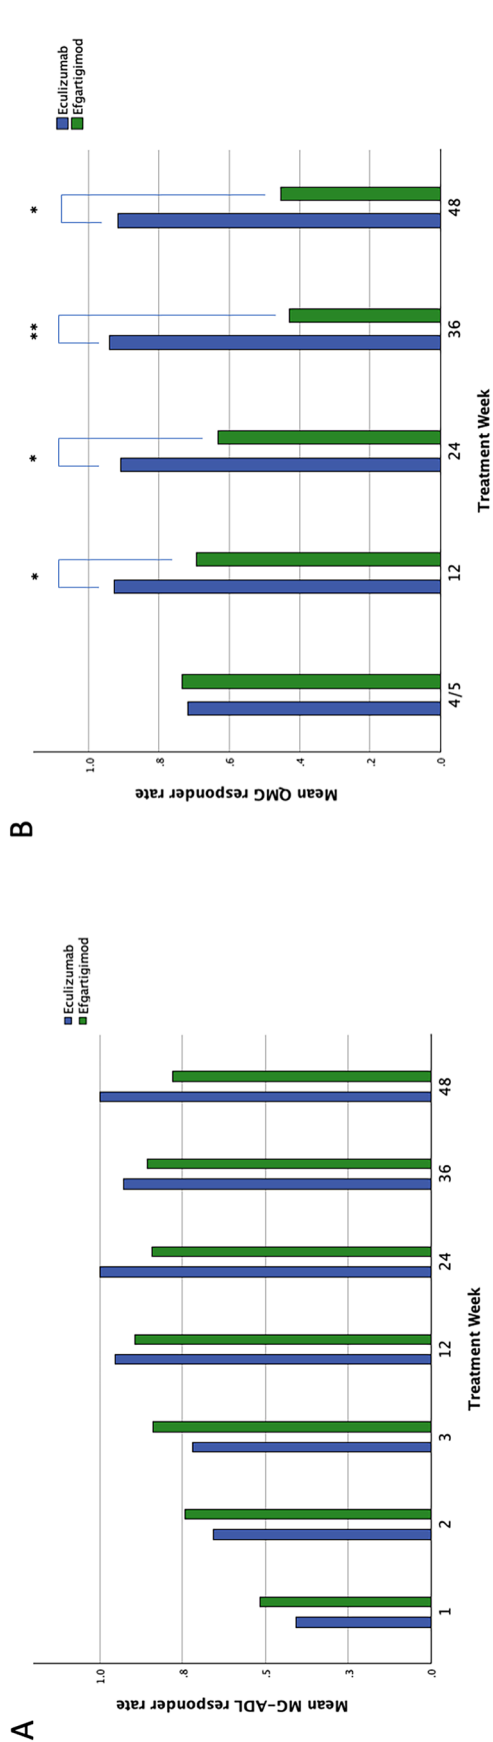 A
Eculizumab
Efgartigimod
Mean MG-ADL responder rate
1.0
.8
.5
.3
.0
1 2 3 12 24 36 48
Treatment Week
B
Eculizumab
Efgartigimod
* * ** *
Mean QMG responder rate
1.0
.8
.6
.4
.2
.0
4/5 12 24 36 48
Treatment Week